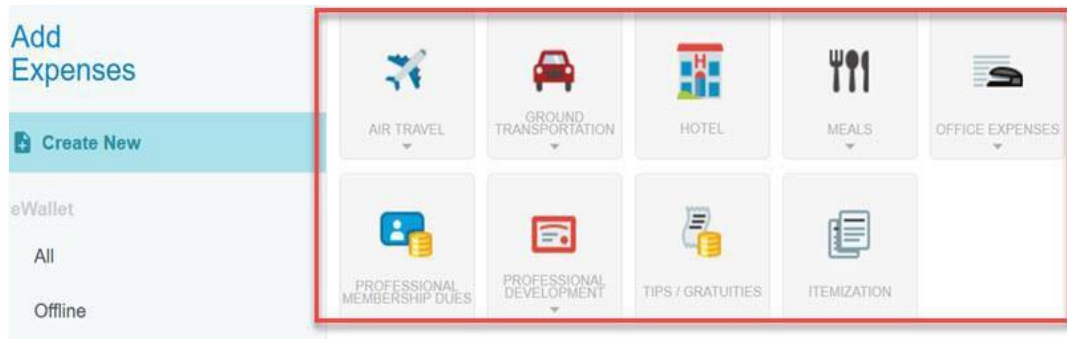 Add
Expenses
Create New
eWallet
All
Offline
AIR TRAVEL
GROUND
TRANSPORTATION
HOTEL
H
MEALS
OFFICE EXPENSES
PROFESSIONAL
MEMBERSHIP DUES
PROFESSIONAL
DEVELOPMENT
TIPS / GRATUITIES
ITEMIZATION